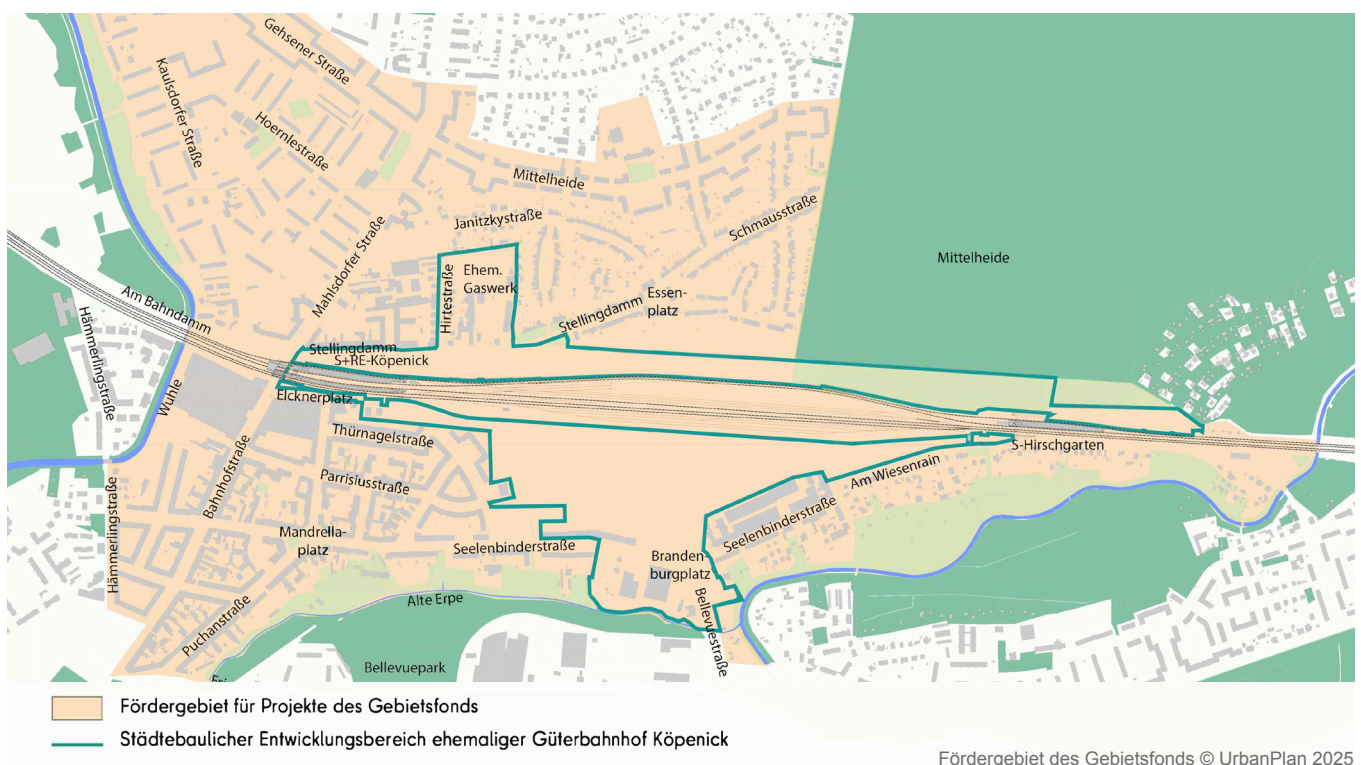 Gehsener Straße
Kaulsdorfer Straße
Hoernlestraße
Mittelheide
Janitzkystraße
Schmausstraße
Mahlsdorfer Straße
Mittelheide
Ehem.
Gaswerk
Hirtestraße
Essen-
platz
Stellingdamm
Am Bahndamm
Hämmerlingstraße
Stellingdamm
S+RE-Köpenick
Wuhle
Elcknerplatz
Thürnagelstraße
S-Hirschgarten
Bahnhofstraße
Parrisiusstraße
Am Wiesenrain
Hämmerlingstraße
Mandrella-
platz
Seelenbinderstraße
Seelenbinderstraße
Branden-
burgplatz
Alte Erpe
Bellevuestraße
Puchanstraße
Bellevuepark
Fördergebiet für Projekte des Gebietsfonds
Städtebaulicher Entwicklungsbereich ehemaliger Güterbahnhof Köpenick
Fördergebiet des Gebietsfonds © UrbanPlan 2025